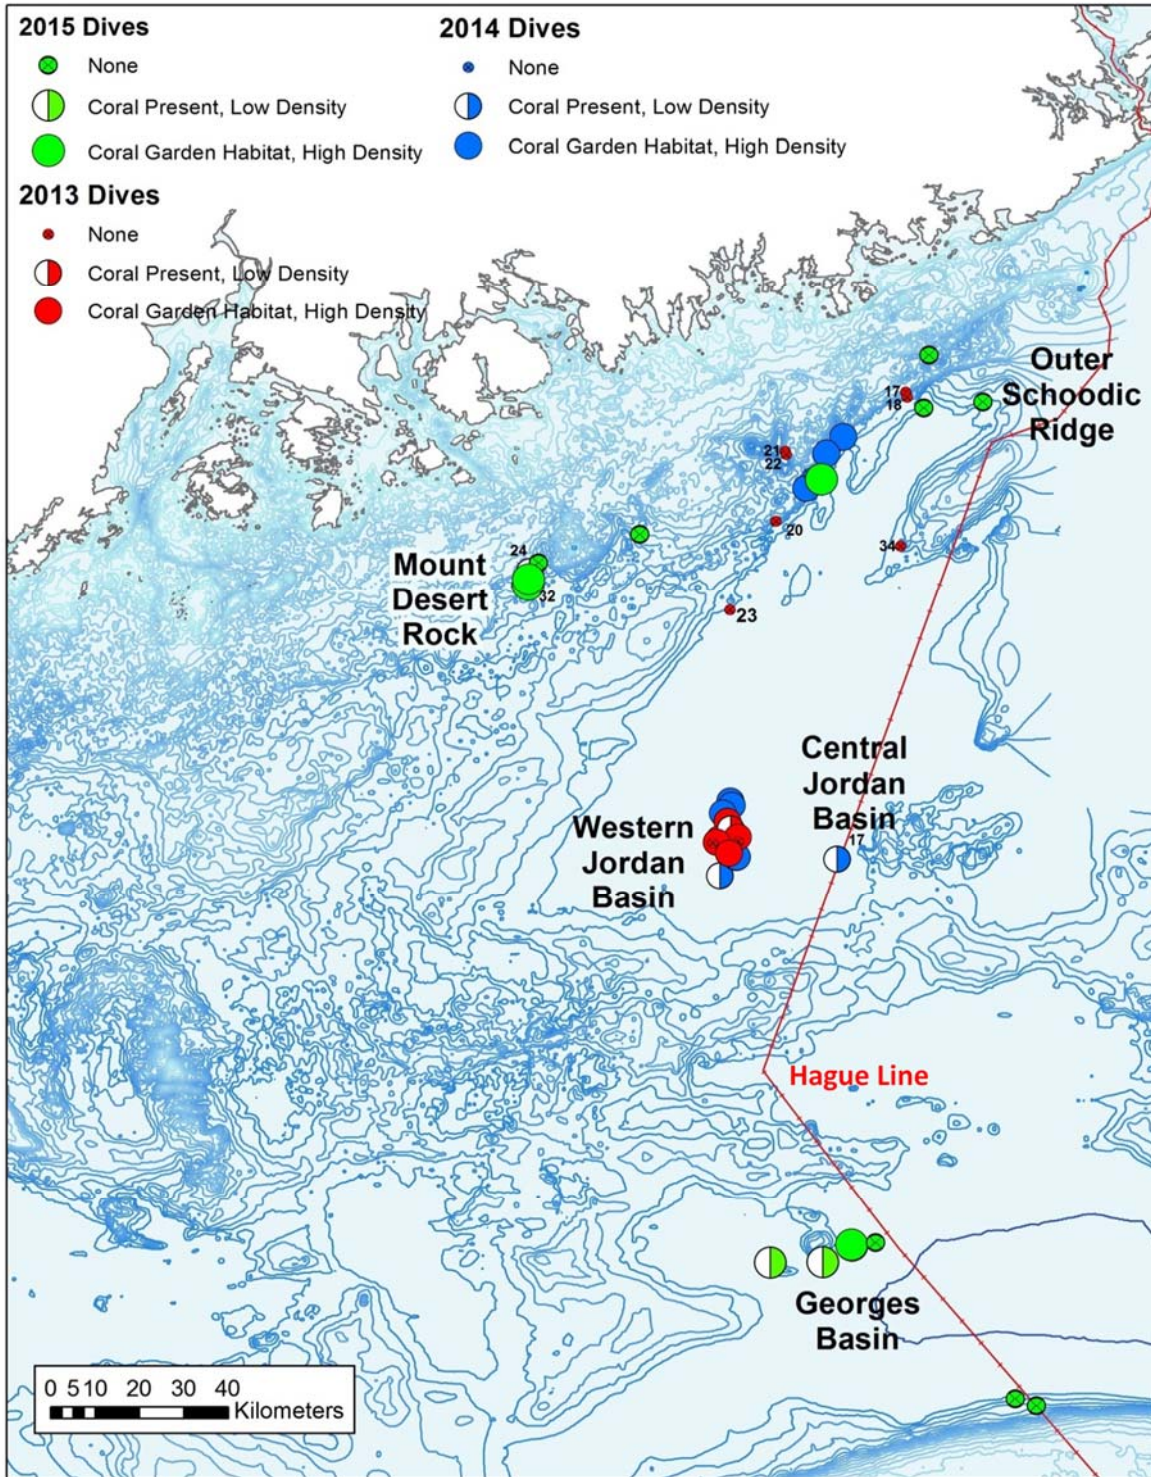 2015 Dives
None
Coral Present, Low Density
Coral Garden Habitat, High Density
2014 Dives
None
Coral Present, Low Density
Coral Garden Habitat, High Density
2013 Dives
None
Coral Present, Low Density
Coral Garden Habitat, High Density
Outer
Schoodic
Ridge
17
18
21
22
20
34
24
32
23
Mount
Desert
Rock
Central
Jordan
Basin
17
Western
Jordan
Basin
Hague Line
Georges
Basin
0 5 10 20 30 40
Kilometers